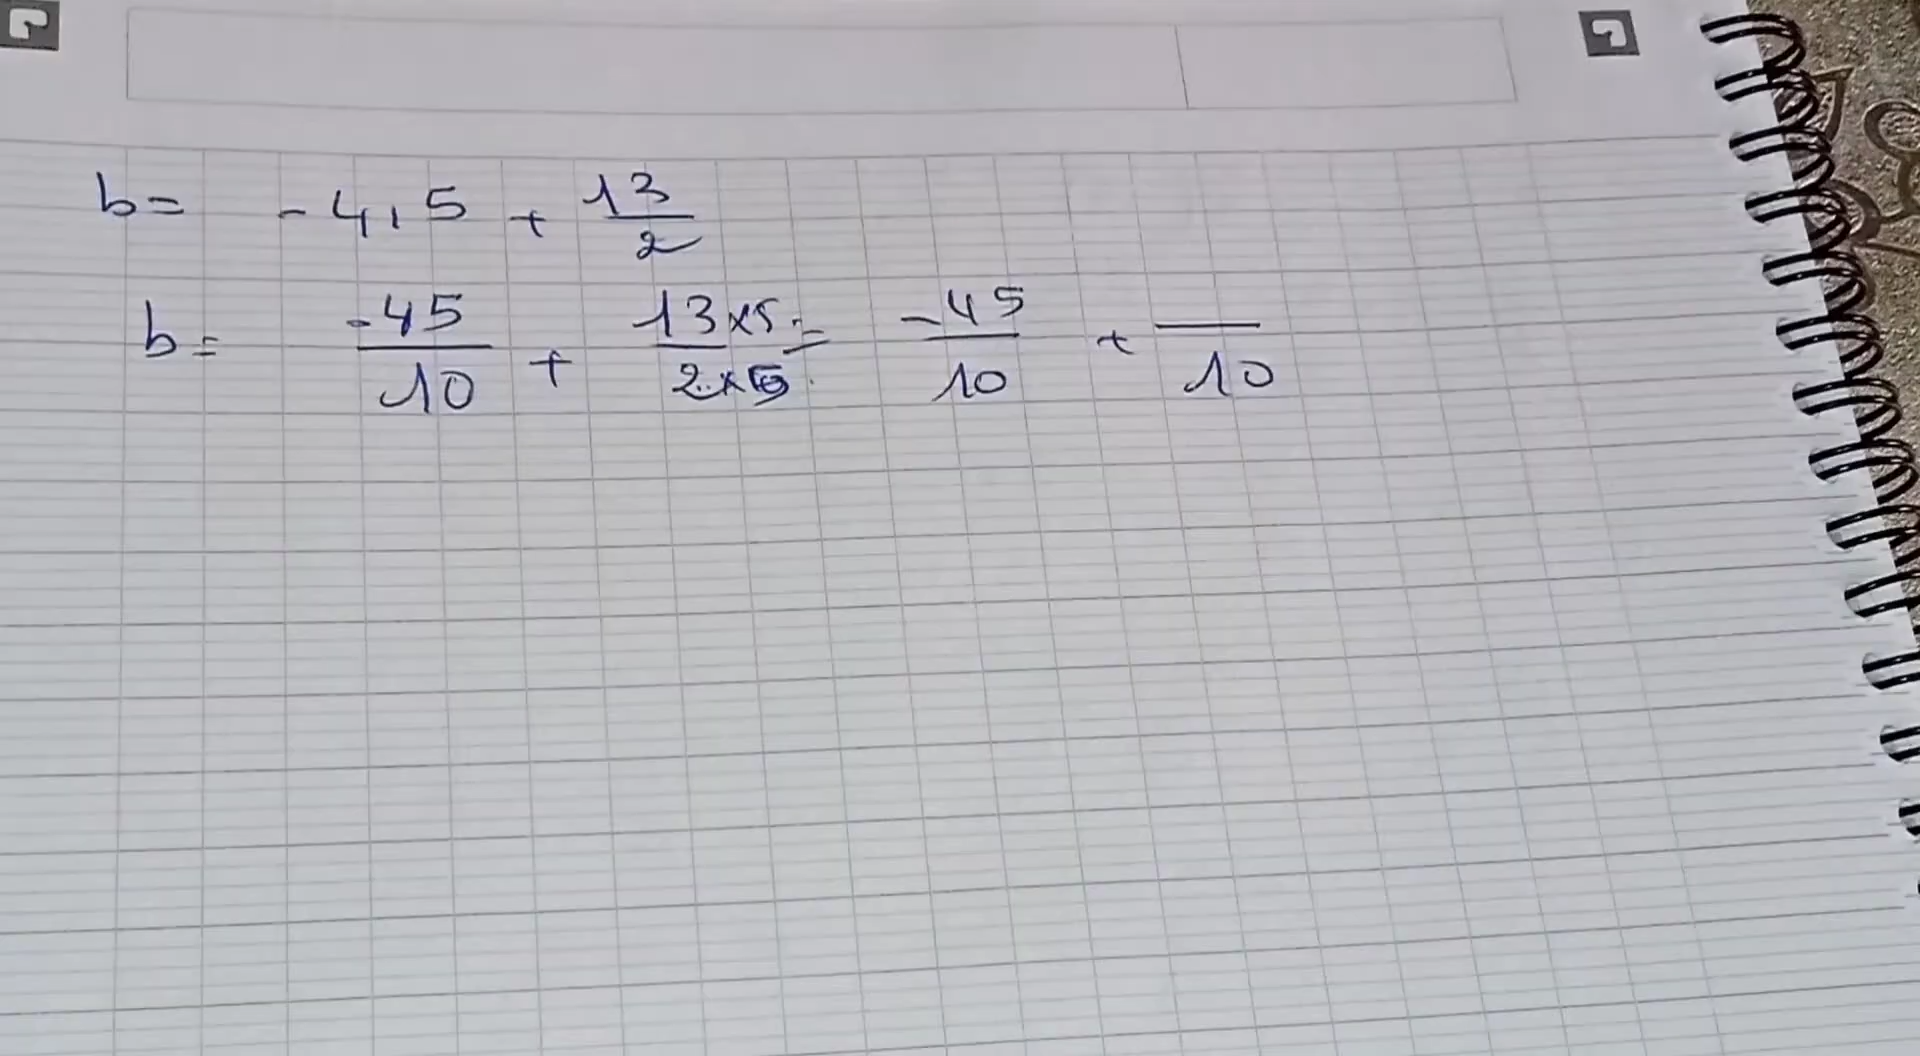 b= -4,5 + 13/2
b= -45/10 + 13×5/2×5 = -45/10 + /10